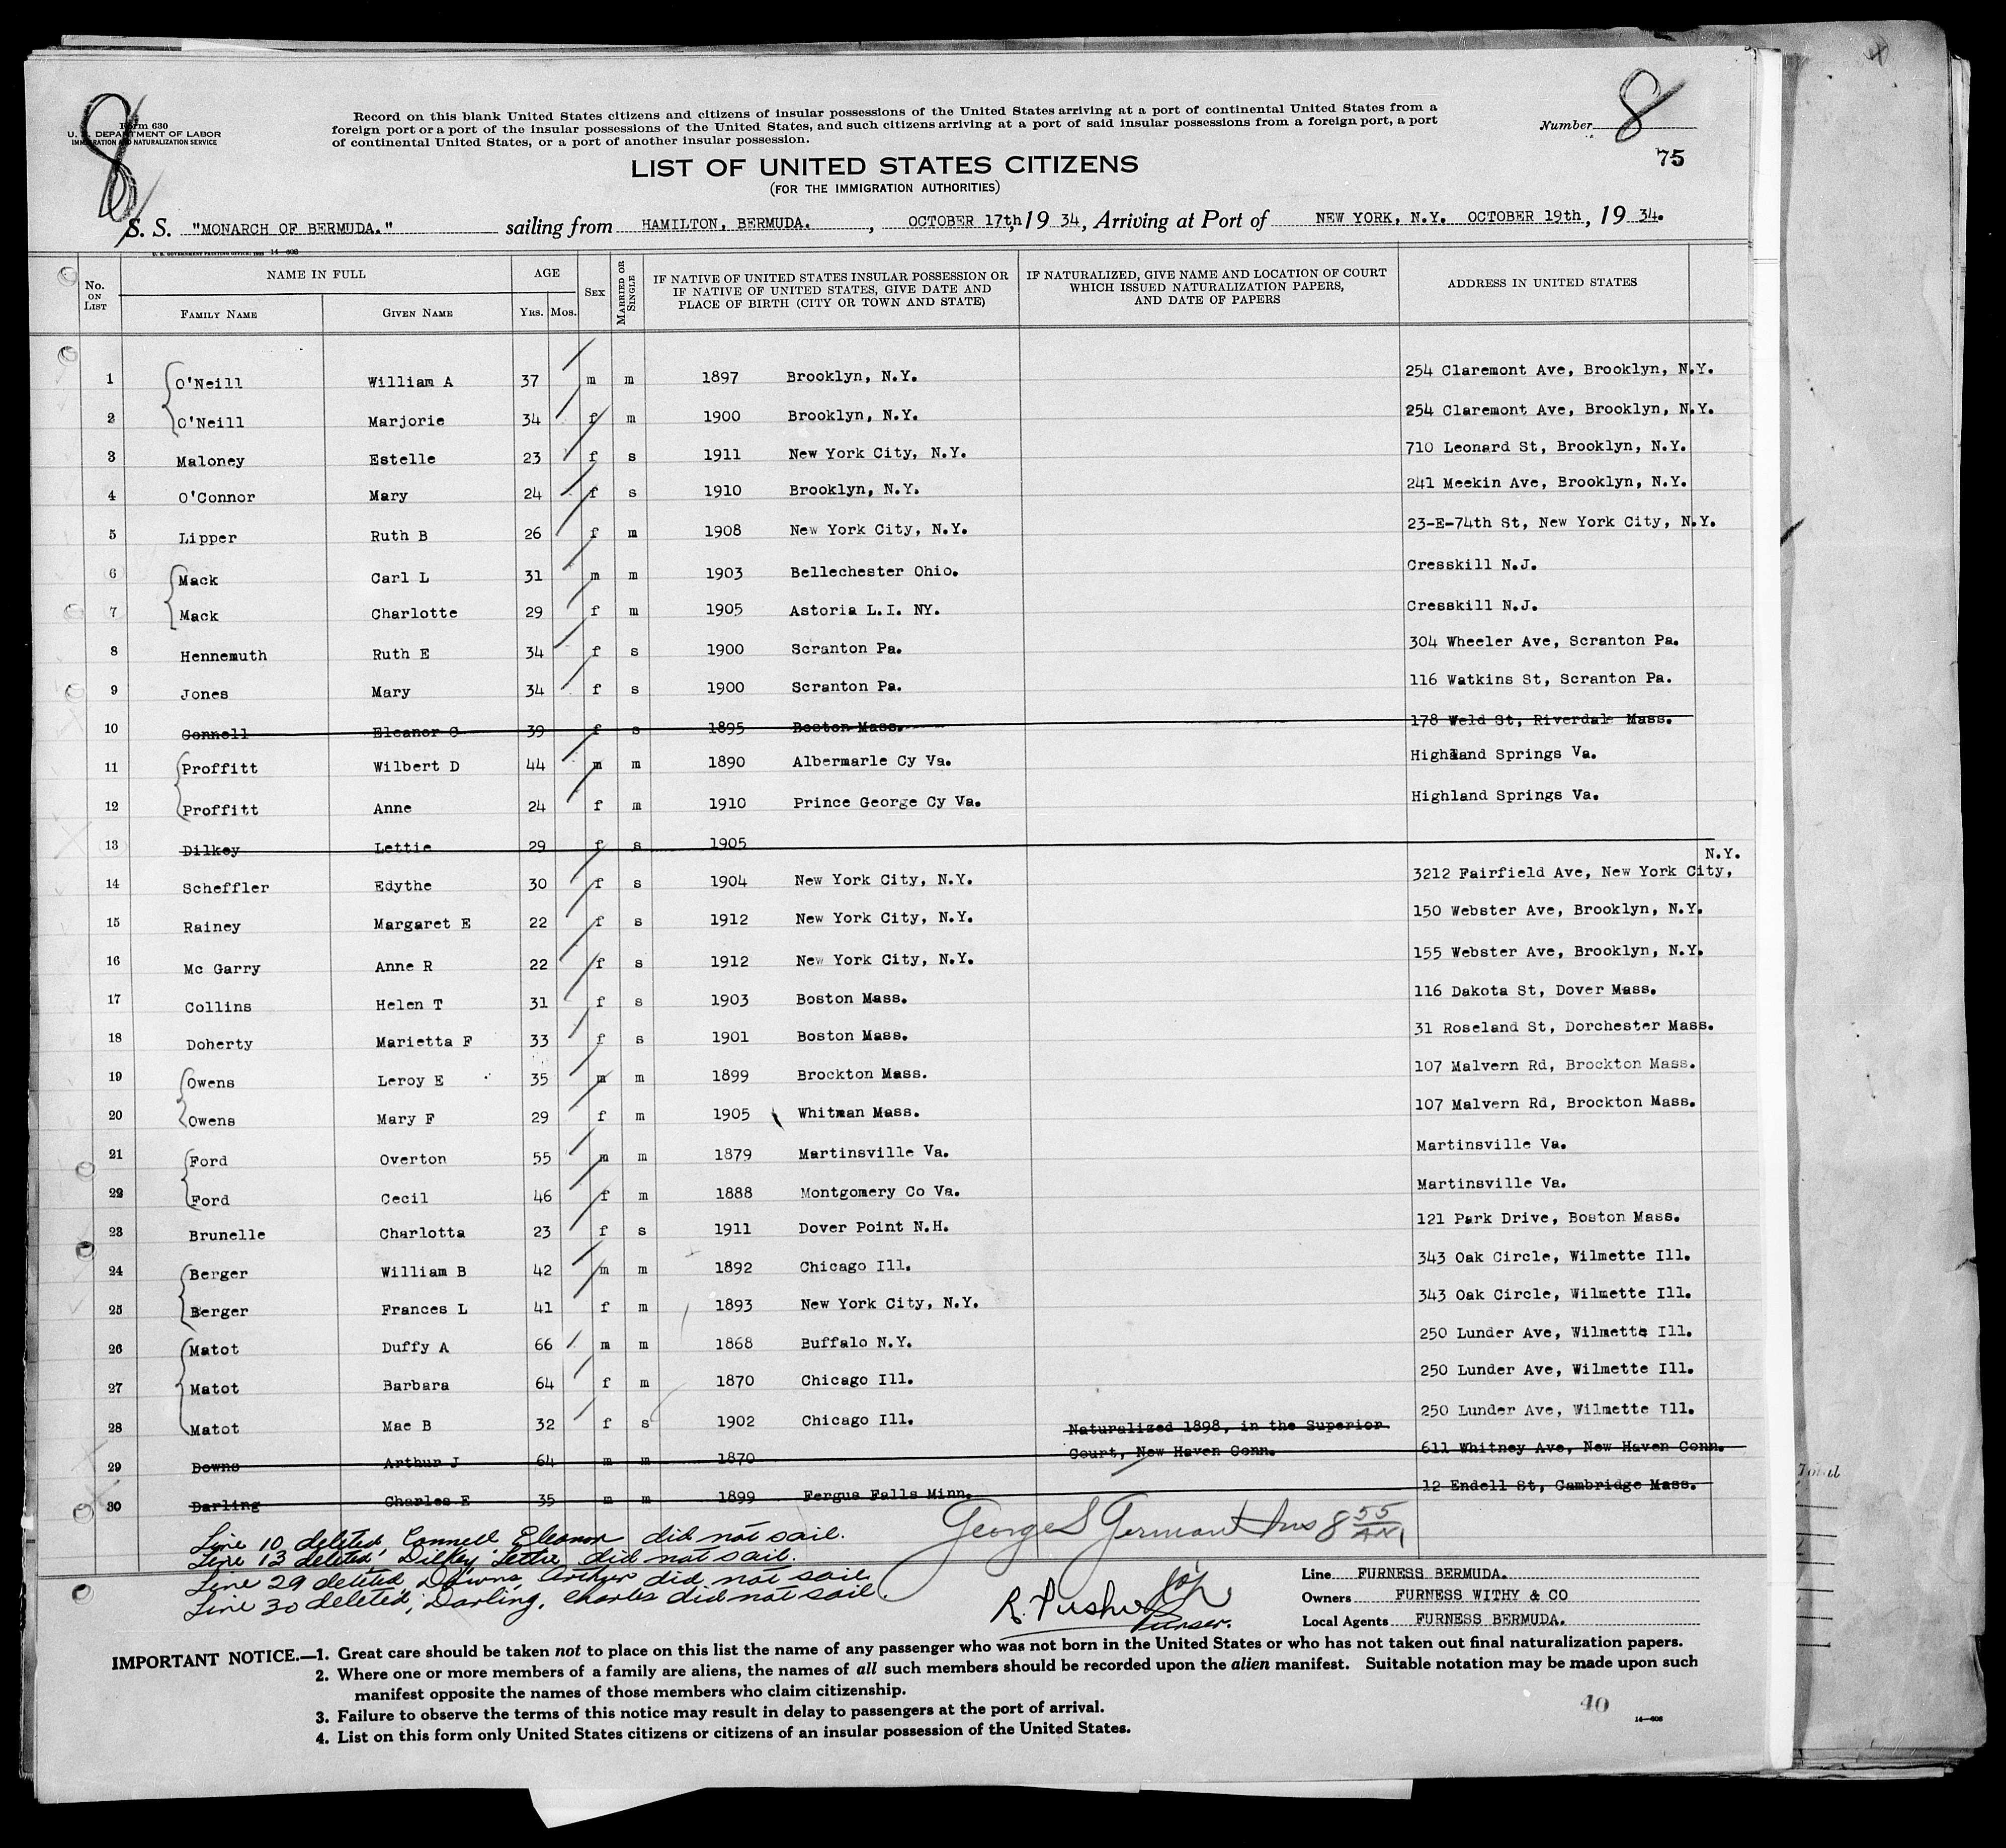 8
Form 630
U. S. DEPARTMENT OF LABOR
IMMIGRATION AND NATURALIZATION SERVICE
Record on this blank United States citizens and citizens of insular possessions of the United States arriving at a port of continental United States from a
foreign port or a port of the insular possessions of the United States, and such citizens arriving at a port of said insular possessions from a foreign port, a port
of continental United States, or a port of another insular possession.
Number 8
75
LIST OF UNITED STATES CITIZENS
(FOR THE IMMIGRATION AUTHORITIES)
S. S. "MONARCH OF BERMUDA." sailing from HAMILTON, BERMUDA. , OCTOBER 17th, 19 34, Arriving at Port of NEW YORK, N.Y. OCTOBER 19th, 19 34.
U. S. GOVERNMENT PRINTING OFFICE: 1933 14—608
No. ON LIST
NAME IN FULL
FAMILY NAME
GIVEN NAME
AGE
YRS. MOS.
SEX
MARRIED OR SINGLE
IF NATIVE OF UNITED STATES INSULAR POSSESSION OR
IF NATIVE OF UNITED STATES, GIVE DATE AND
PLACE OF BIRTH (CITY OR TOWN AND STATE)
IF NATURALIZED, GIVE NAME AND LOCATION OF COURT
WHICH ISSUED NATURALIZATION PAPERS,
AND DATE OF PAPERS
ADDRESS IN UNITED STATES
1 O'Neill William A 37 m m 1897 Brooklyn, N.Y. 254 Claremont Ave, Brooklyn, N.Y.
2 O'Neill Marjorie 34 f m 1900 Brooklyn, N.Y. 254 Claremont Ave, Brooklyn, N.Y.
3 Maloney Estelle 23 f s 1911 New York City, N.Y. 710 Leonard St, Brooklyn, N.Y.
4 O'Connor Mary 24 f s 1910 Brooklyn, N.Y. 241 Meekin Ave, Brooklyn, N.Y.
5 Lipper Ruth B 26 f m 1908 New York City, N.Y. 23-E-74th St, New York City, N.Y.
6 Mack Carl L 31 m m 1903 Bellechester Ohio. Cresskill N.J.
7 Mack Charlotte 29 f m 1905 Astoria L.I. NY. Cresskill N.J.
8 Hennemuth Ruth E 34 f s 1900 Scranton Pa. 304 Wheeler Ave, Scranton Pa.
9 Jones Mary 34 f s 1900 Scranton Pa. 116 Watkins St, Scranton Pa.
10 Connell Eleanor G 39 f s 1895 Boston Mass. 178 Weld St, Riverdale Mass.
11 Proffitt Wilbert D 44 m m 1890 Albermarle Cy Va. Highland Springs Va.
12 Proffitt Anne 24 f m 1910 Prince George Cy Va. Highland Springs Va.
13 Dilkey Lettie 29 f s 1905
N.Y.
14 Scheffler Edythe 30 f s 1904 New York City, N.Y. 3212 Fairfield Ave, New York City,
15 Rainey Margaret E 22 f s 1912 New York City, N.Y. 150 Webster Ave, Brooklyn, N.Y.
16 Mc Garry Anne R 22 f s 1912 New York City, N.Y. 155 Webster Ave, Brooklyn, N.Y.
17 Collins Helen T 31 f s 1903 Boston Mass. 116 Dakota St, Dover Mass.
18 Doherty Marietta F 33 f s 1901 Boston Mass. 31 Roseland St, Dorchester Mass.
19 Owens Leroy E 35 m m 1899 Brockton Mass. 107 Malvern Rd, Brockton Mass.
20 Owens Mary F 29 f m 1905 Whitman Mass. 107 Malvern Rd, Brockton Mass.
21 Ford Overton 55 m m 1879 Martinsville Va. Martinsville Va.
22 Ford Cecil 46 f m 1888 Montgomery Co Va. Martinsville Va.
23 Brunelle Charlotta 23 f s 1911 Dover Point N.H. 121 Park Drive, Boston Mass.
24 Berger William B 42 m m 1892 Chicago Ill. 343 Oak Circle, Wilmette Ill.
25 Berger Frances L 41 f m 1893 New York City, N.Y. 343 Oak Circle, Wilmette Ill.
26 Matot Duffy A 66 m m 1868 Buffalo N.Y. 250 Lunder Ave, Wilmette Ill.
27 Matot Barbara 64 f m 1870 Chicago Ill. 250 Lunder Ave, Wilmette Ill.
28 Matot Mae B 32 f s 1902 Chicago Ill. 250 Lunder Ave, Wilmette Ill.
Naturalized 1898, in the Superior
29 Downs Arthur J 64 m m 1870 Court, New Haven Conn. 611 Whitney Ave, New Haven Conn.
30 Darling Charles E 35 m m 1899 Fergus Falls Minn. 12 Endell St, Cambridge Mass.
Line 10 deleted, Connell Eleanor did not sail.
Line 13 deleted, Dilkey Lettie did not sail.
Line 29 deleted, Downs, Arthur did not sail.
Line 30 deleted, Darling, Charles did not sail.
George S German Ins 8 55 AM
Purser.
Line FURNESS BERMUDA.
Owners FURNESS WITHY & CO
Local Agents FURNESS BERMUDA.
IMPORTANT NOTICE.—1. Great care should be taken not to place on this list the name of any passenger who was not born in the United States or who has not taken out final naturalization papers.
2. Where one or more members of a family are aliens, the names of all such members should be recorded upon the alien manifest. Suitable notation may be made upon such
manifest opposite the names of those members who claim citizenship.
3. Failure to observe the terms of this notice may result in delay to passengers at the port of arrival.
4. List on this form only United States citizens or citizens of an insular possession of the United States.
40
14—608
Total